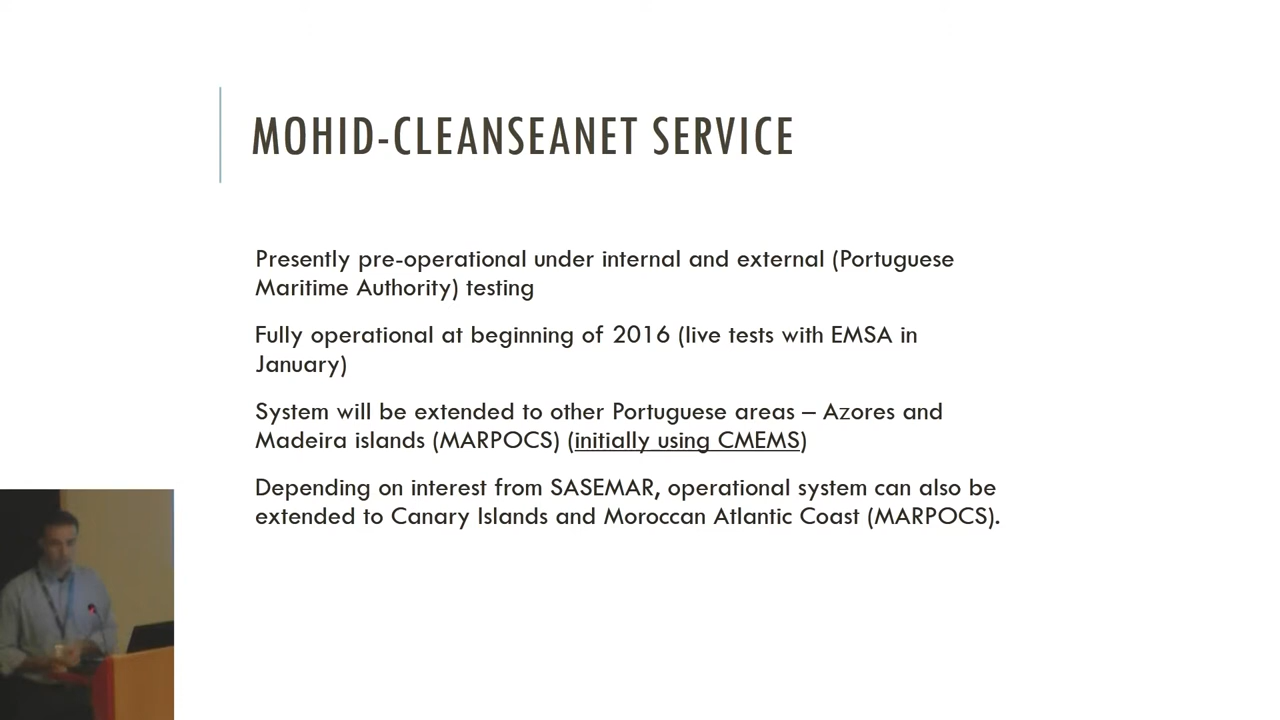 MOHID-CLEANSEANET SERVICE
Presently pre-operational under internal and external (Portuguese
Maritime Authority) testing
Fully operational at beginning of 2016 (live tests with EMSA in
January)
System will be extended to other Portuguese areas – Azores and
Madeira islands (MARPOCS) (initially using CMEMS)
Depending on interest from SASEMAR, operational system can also be
extended to Canary Islands and Moroccan Atlantic Coast (MARPOCS).